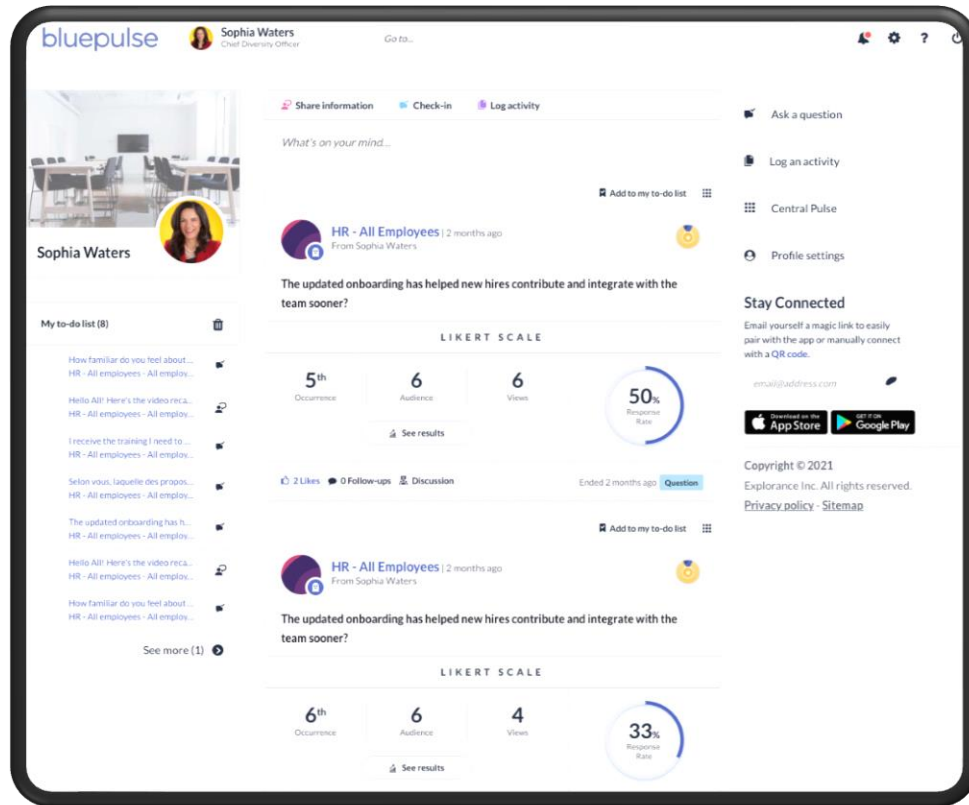 bluepulse
Sophia Waters
Chief Diversity Officer
Go to...
?
Sophia Waters
My to-do list (8)
How familiar do you feel about...
HR - All employees - All employ...
Hello All! Here's the video reca...
HR - All employees - All employ...
I receive the training I need to ...
HR - All employees - All employ...
Selon vous, laquelle des propos...
HR - All employees - All employ...
The updated onboarding has h...
HR - All employees - All employ...
Hello All! Here's the video reca...
HR - All employees - All employ...
How familiar do you feel about ...
HR - All employees - All employ...
See more (1)
Share information
Check-in
Log activity
What's on your mind...
Add to my to-do list
HR - All Employees | 2 months ago
From Sophia Waters
The updated onboarding has helped new hires contribute and integrate with the
team sooner?
LIKERT SCALE
5th
Occurrence
6
Audience
6
Views
50%
Response
Rate
See results
2 Likes
0 Follow-ups
Discussion
Ended 2 months ago
Question
Add to my to-do list
HR - All Employees | 2 months ago
From Sophia Waters
The updated onboarding has helped new hires contribute and integrate with the
team sooner?
LIKERT SCALE
6th
Occurrence
6
Audience
4
Views
33%
Response
Rate
See results
Ask a question
Log an activity
Central Pulse
Profile settings
Stay Connected
Email yourself a magic link to easily
pair with the app or manually connect
with a QR code.
email@address.com
Download on the
App Store
GET IT ON
Google Play
Copyright © 2021
Explorance Inc. All rights reserved.
Privacy policy - Sitemap